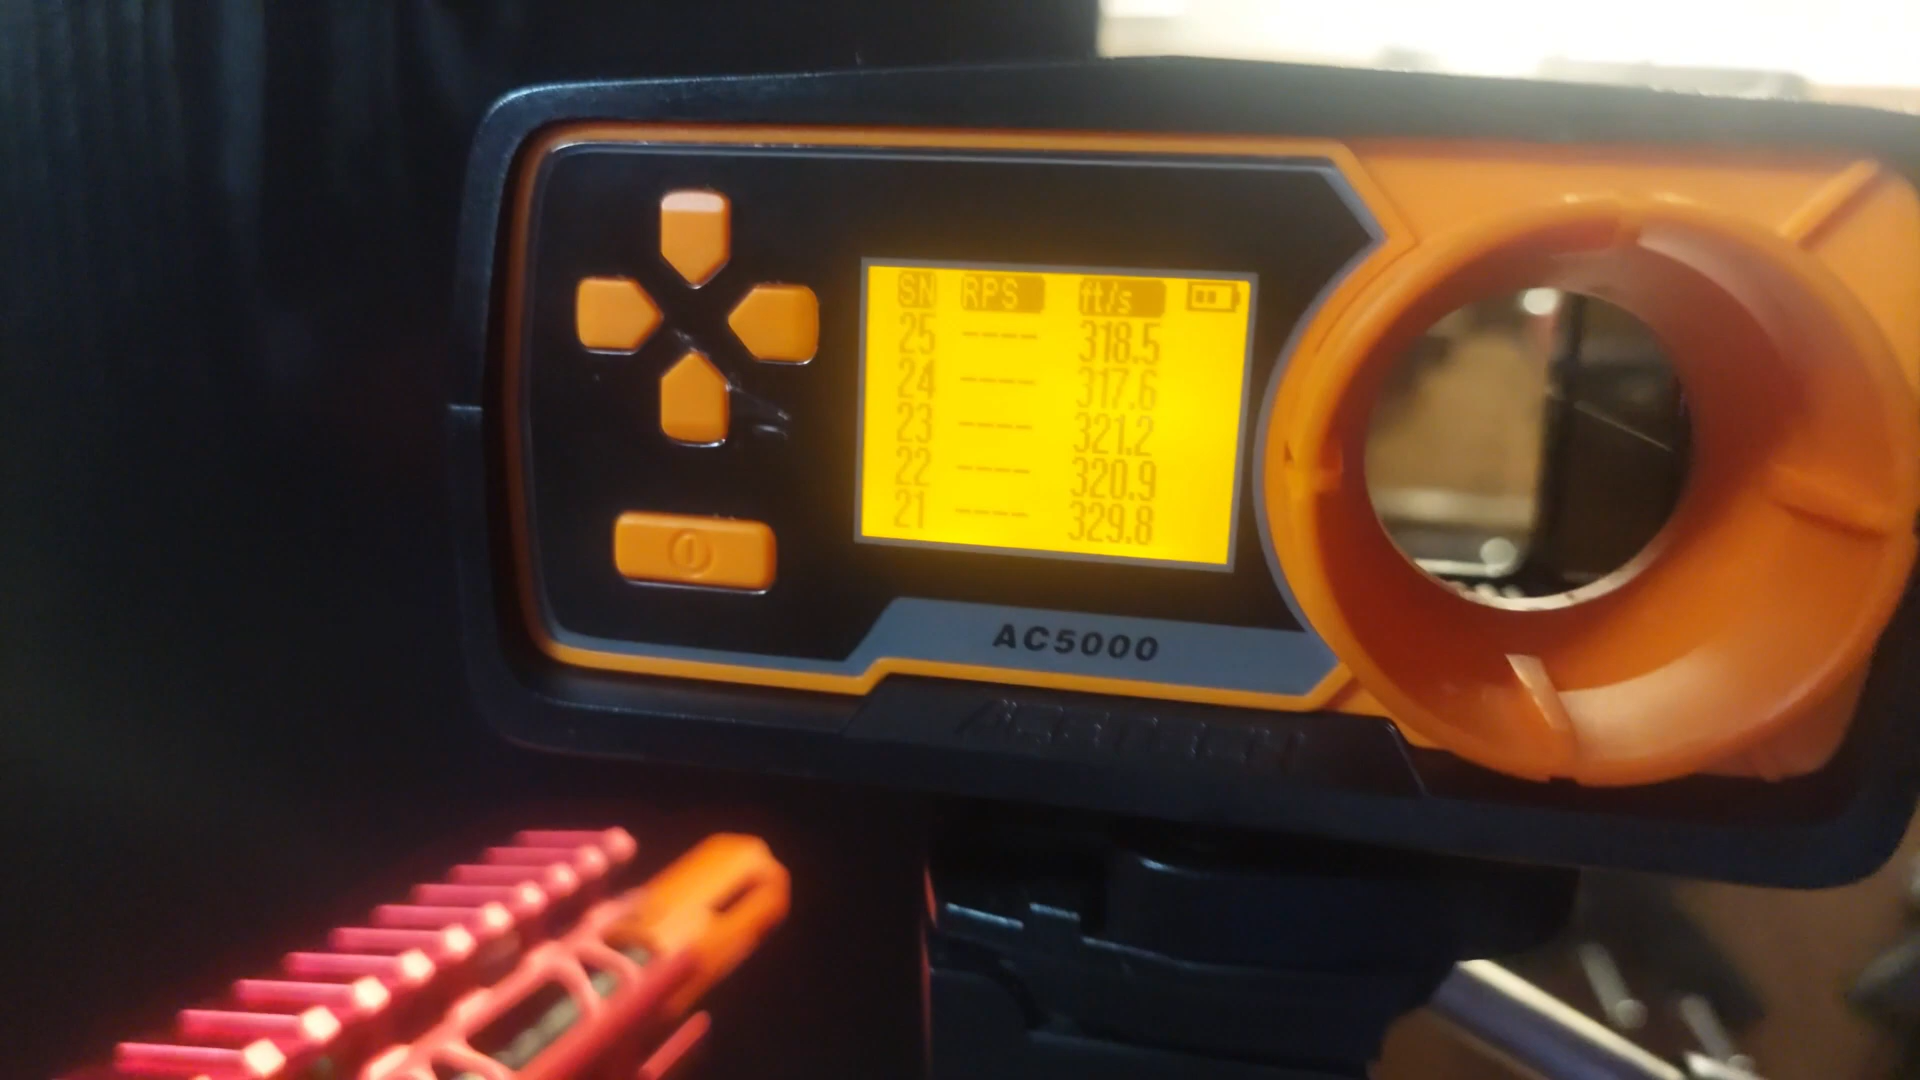 SN RPS ft/s
25 ---- 318.5
24 ---- 317.6
23 ---- 321.2
22 ---- 320.9
21 ---- 329.8
AC5000
ACETECH